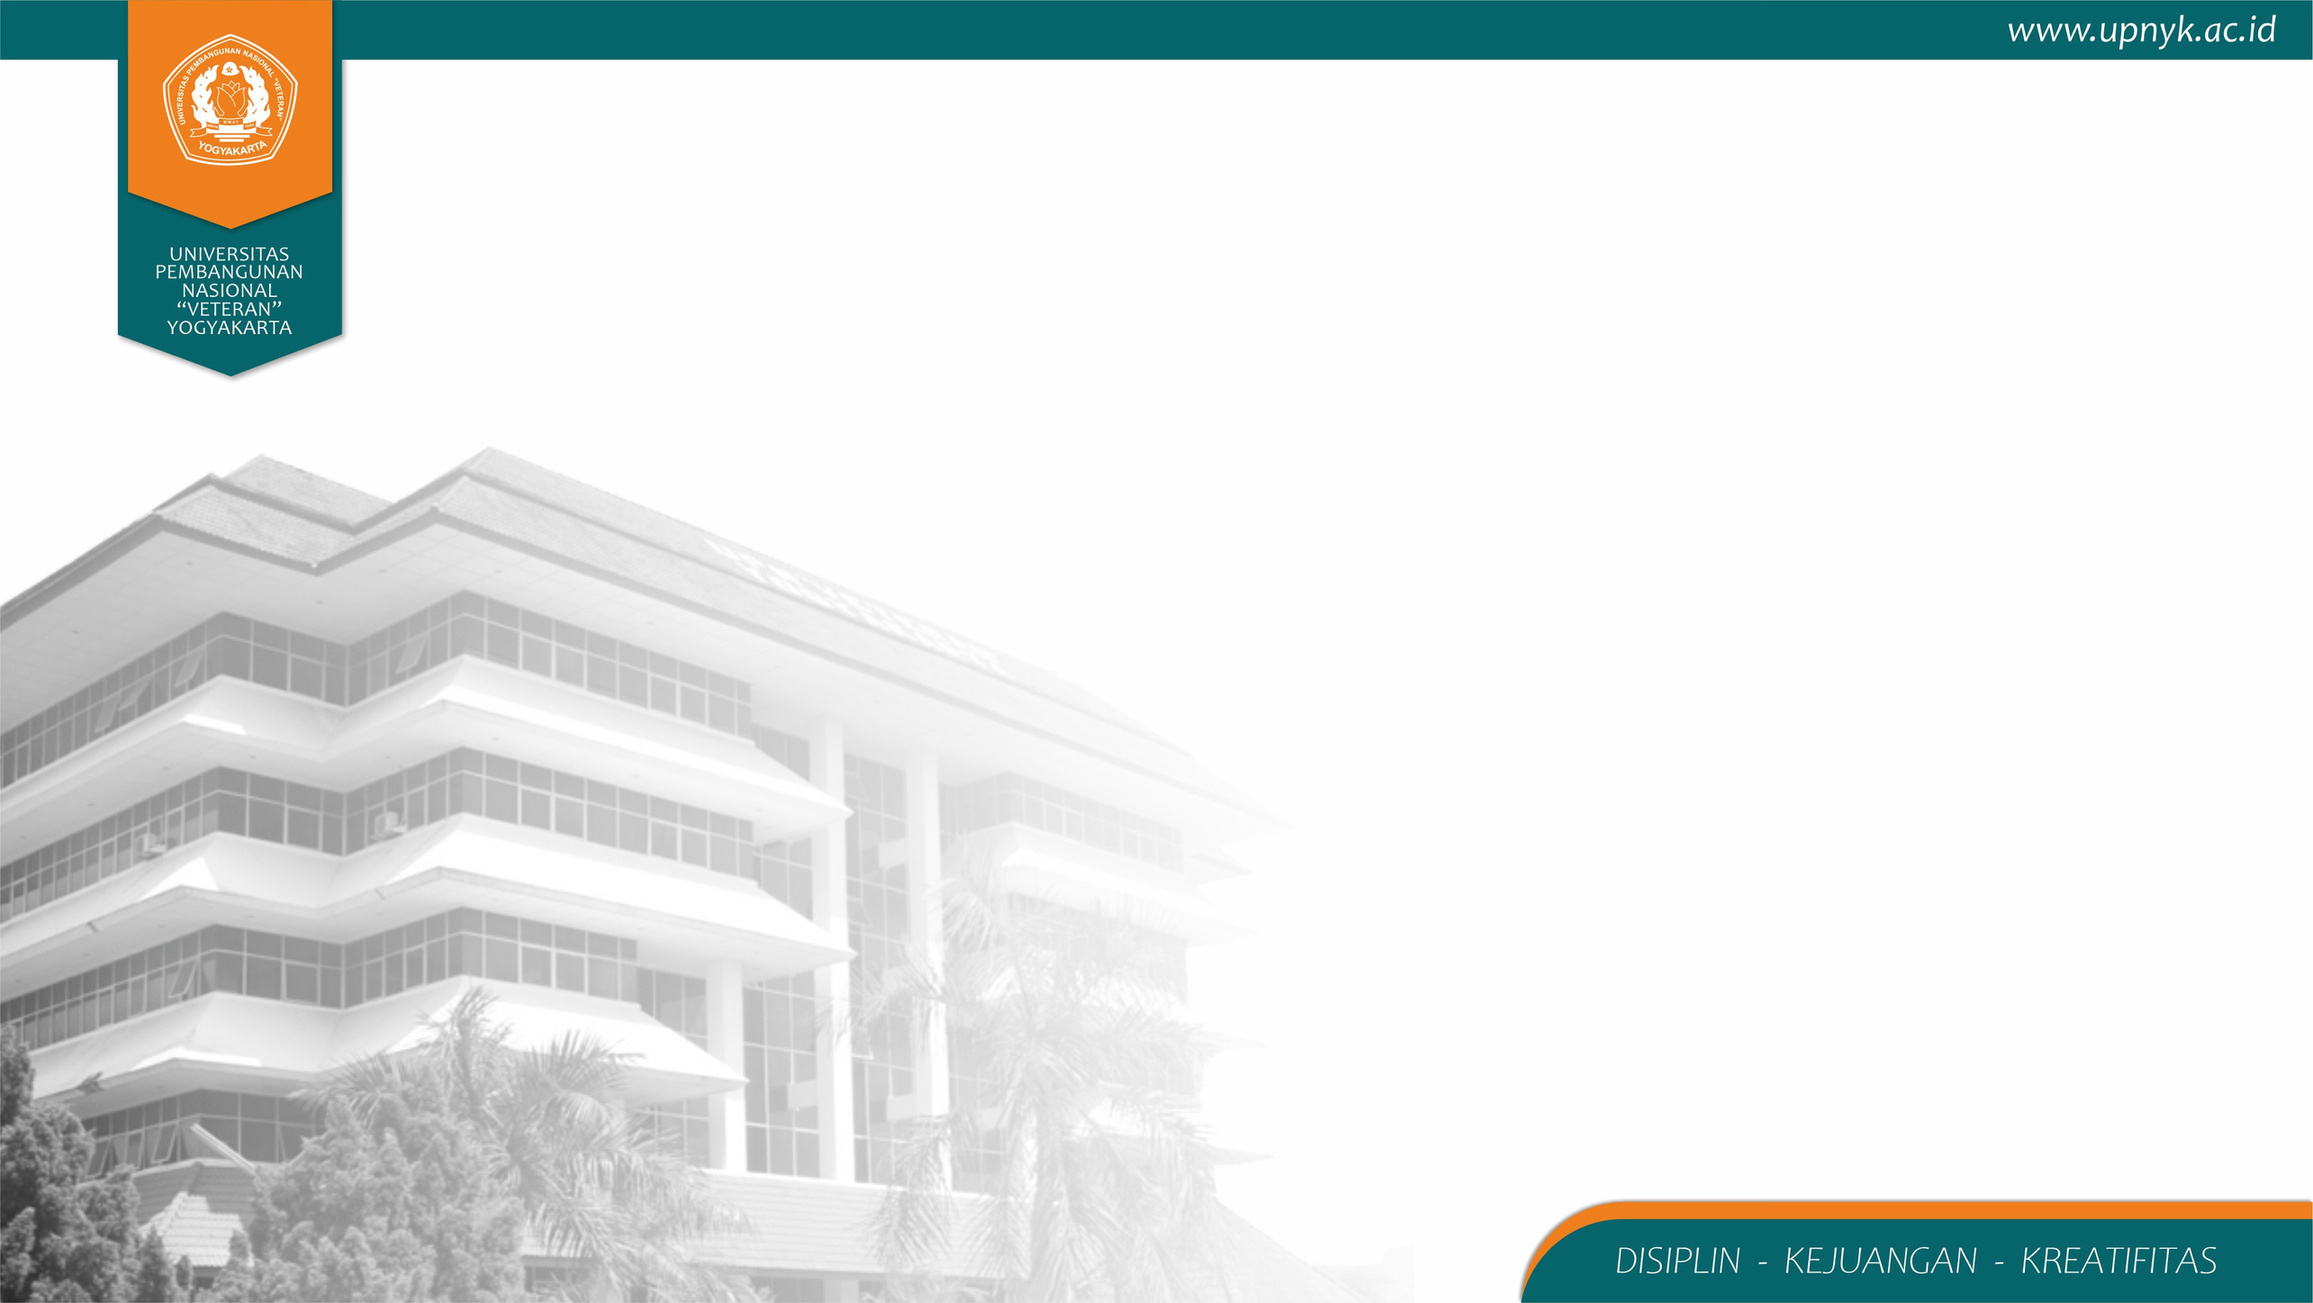 www.upnyk.ac.id
UNIVERSITAS PEMBANGUNAN NASIONAL "VETERAN"
YOGYAKARTA
UNIVERSITAS
PEMBANGUNAN
NASIONAL
“VETERAN”
YOGYAKARTA
DISIPLIN - KEJUANGAN - KREATIFITAS